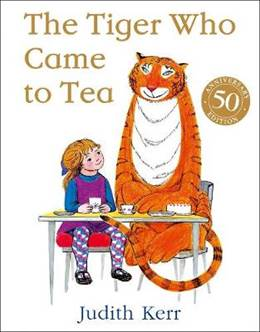 The Tiger Who
Came to Tea
ANNIVERSARY
50
EDITION
Judith Kerr